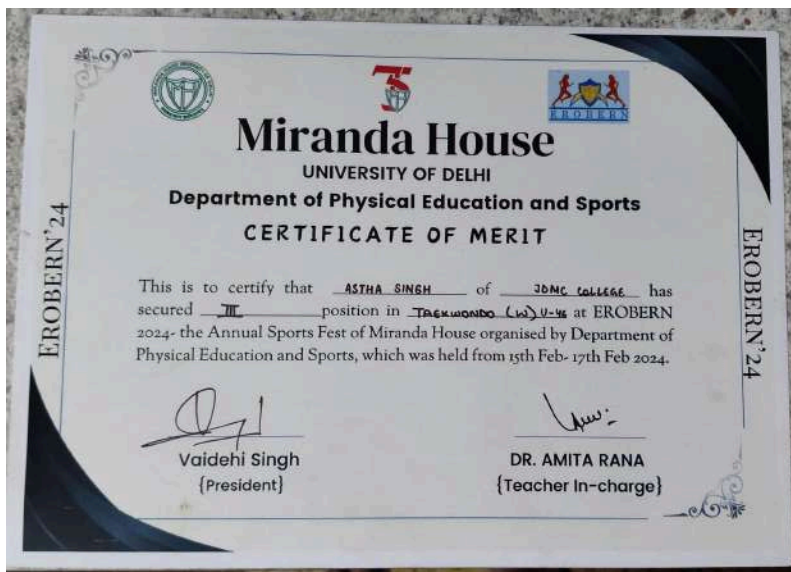 EROBERN
Miranda House
UNIVERSITY OF DELHI
Department of Physical Education and Sports
CERTIFICATE OF MERIT
This is to certify that ASTHA SINGH of JDMC COLLEGE has
secured III position in TAEKWONDO (W) U-46 at EROBERN
2024- the Annual Sports Fest of Miranda House organised by Department of
Physical Education and Sports, which was held from 15th Feb- 17th Feb 2024.
Vaidehi Singh
{President}
DR. AMITA RANA
{Teacher In-charge}
EROBERN'24
EROBERN'24